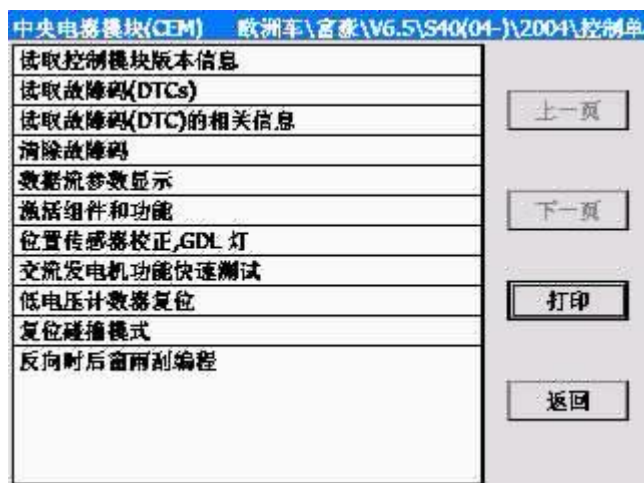 中央电器模块(CEM) 欧洲车\富豪\V6.5\S40(04-)\2004\控制单
读取控制模块版本信息
读取故障码(DTCs)
读取故障码(DTC)的相关信息
清除故障码
数据流参数显示
激活组件和功能
位置传感器校正,GDL 灯
交流发电机功能快速测试
低电压计数器复位
复位碰撞模式
反向时后窗雨刮编程
上一页
下一页
打印
返回